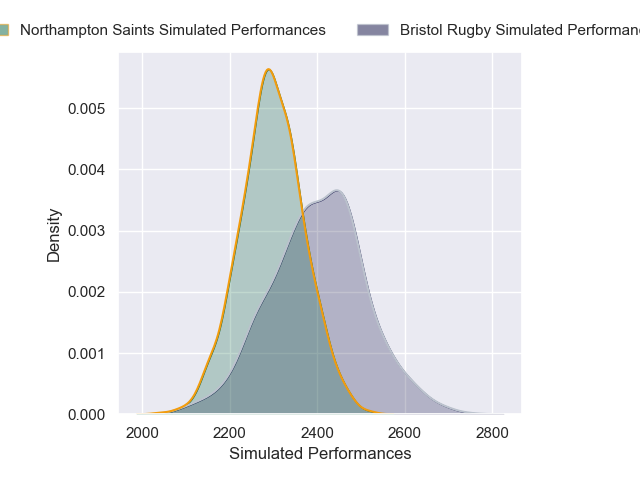 Northampton Saints Simulated Performances
Bristol Rugby Simulated
0.005
0.004
0.003
0.002
0.001
0.000
Density
2000 2200 2400 2600 2800
Simulated Performances